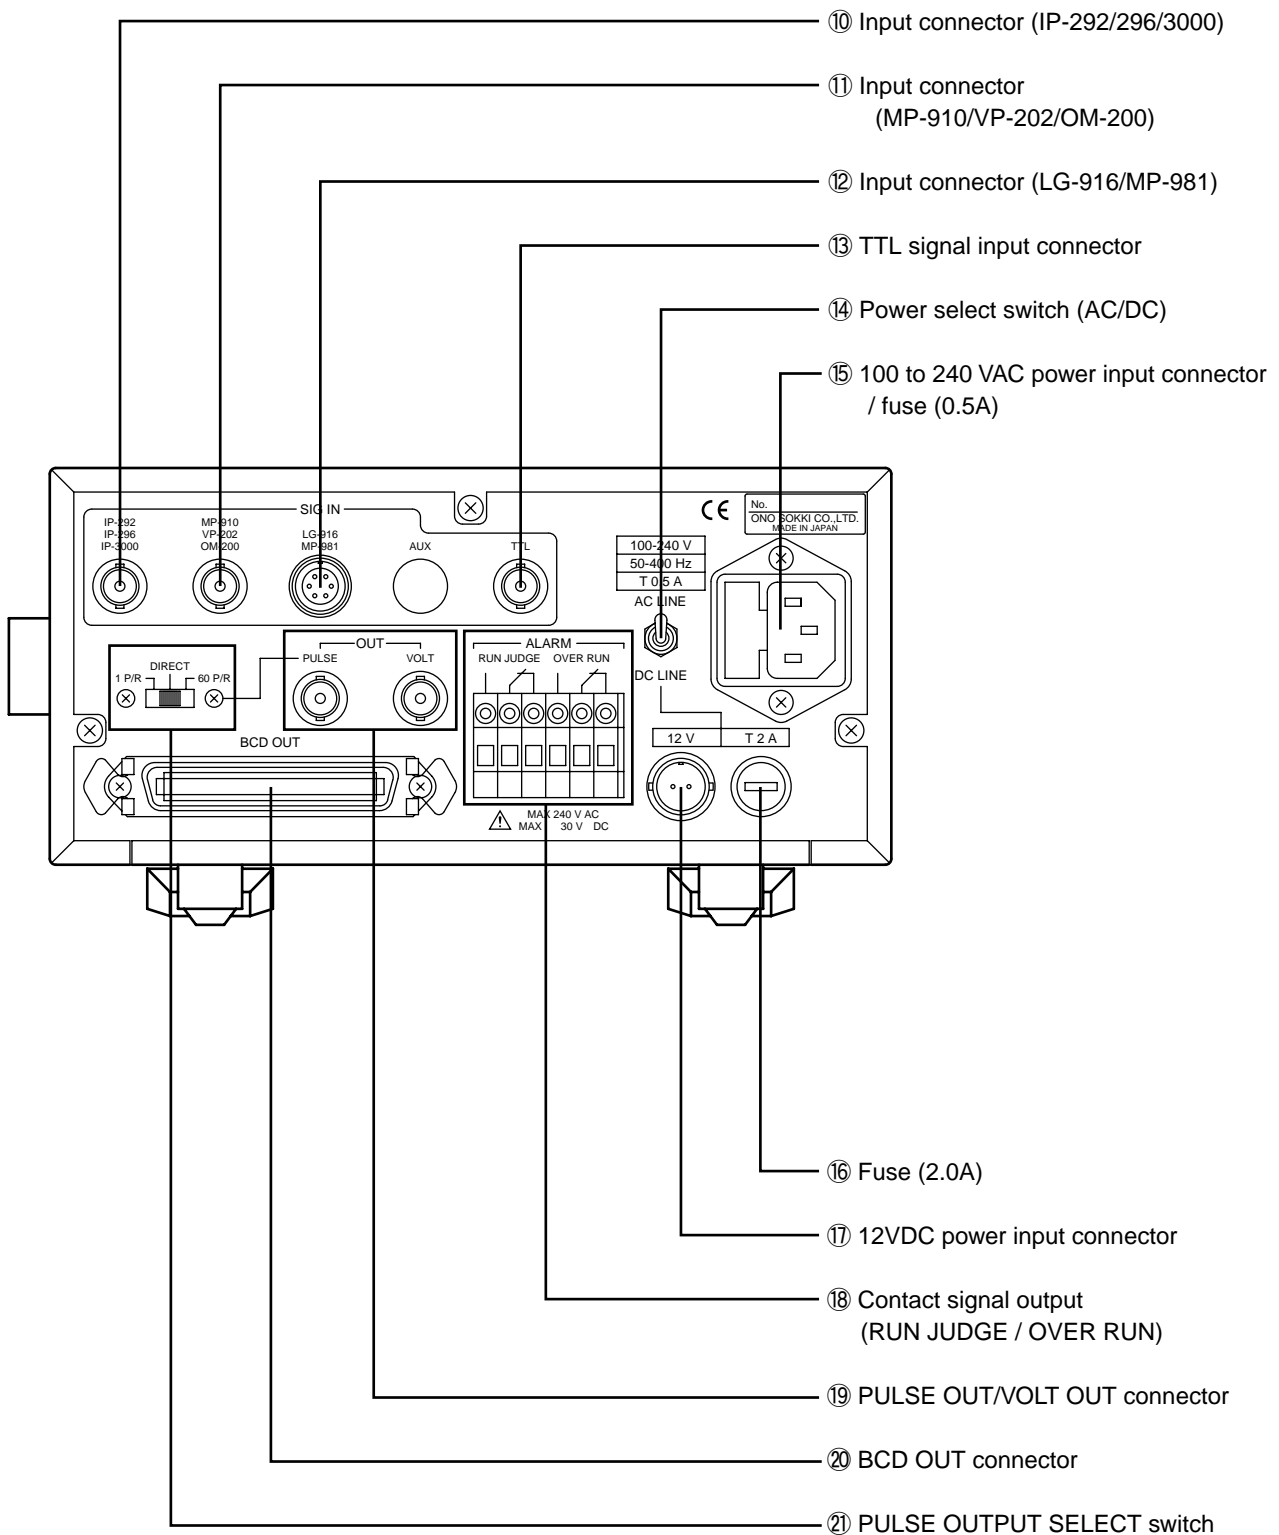 ⑩ Input connector (IP-292/296/3000)
⑪ Input connector
(MP-910/VP-202/OM-200)
⑫ Input connector (LG-916/MP-981)
⑬ TTL signal input connector
⑭ Power select switch (AC/DC)
⑮ 100 to 240 VAC power input connector
/ fuse (0.5A)
SIG IN
IP-292
IP-296
IP-3000
MP-910
VP-202
OM-200
LG-916
MP-981
AUX
TTL
CE
No.
ONO SOKKI CO.,LTD.
MADE IN JAPAN
100-240 V
50-400 Hz
T 0.5 A
AC LINE
DC LINE
DIRECT
1 P/R
60 P/R
OUT
PULSE
VOLT
ALARM
RUN JUDGE
OVER RUN
12 V
T 2 A
BCD OUT
MAX 240 V AC
MAX 30 V DC
⑯ Fuse (2.0A)
⑰ 12VDC power input connector
⑱ Contact signal output
(RUN JUDGE / OVER RUN)
⑲ PULSE OUT/VOLT OUT connector
⑳ BCD OUT connector
㉑ PULSE OUTPUT SELECT switch